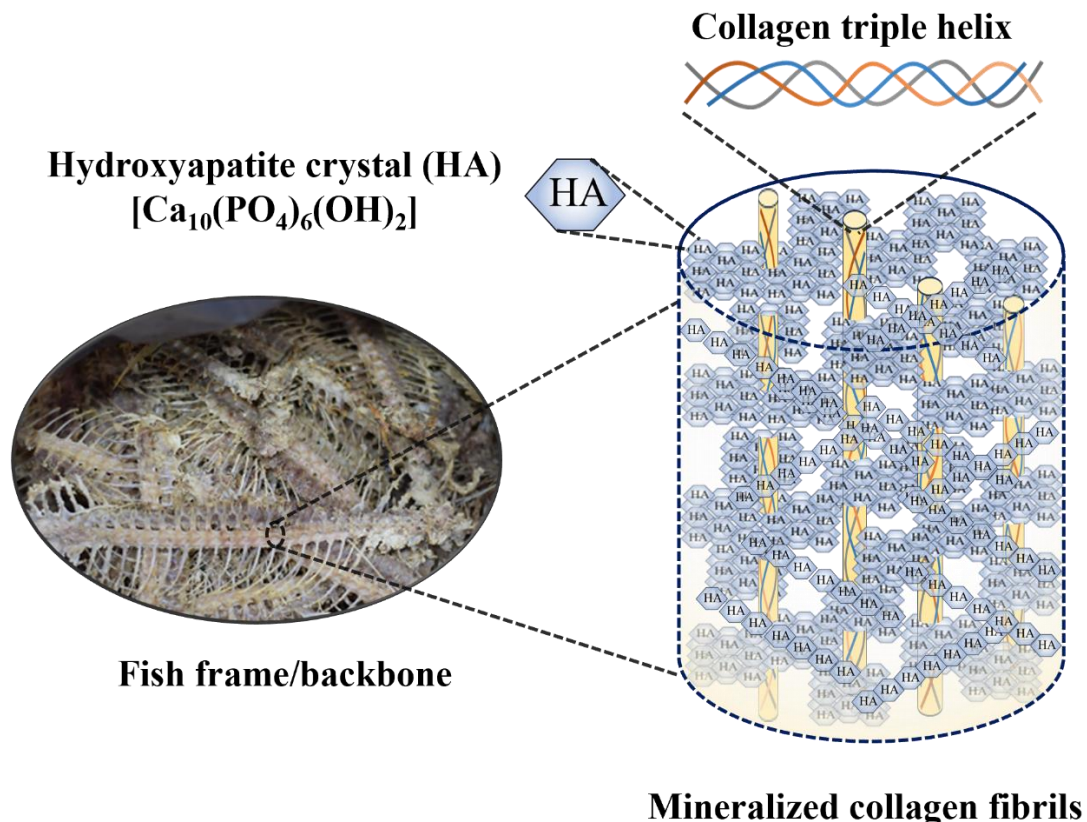 Collagen triple helix
Hydroxyapatite crystal (HA)
[Ca₁₀(PO₄)₆(OH)₂]
HA
Fish frame/backbone
Mineralized collagen fibrils